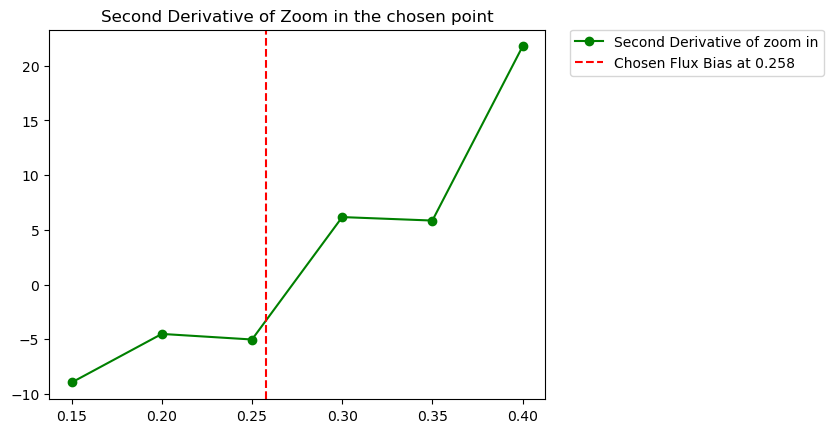 Second Derivative of Zoom in the chosen point
Second Derivative of zoom in
Chosen Flux Bias at 0.258
20
15
10
5
0
−5
−10
0.15 0.20 0.25 0.30 0.35 0.40